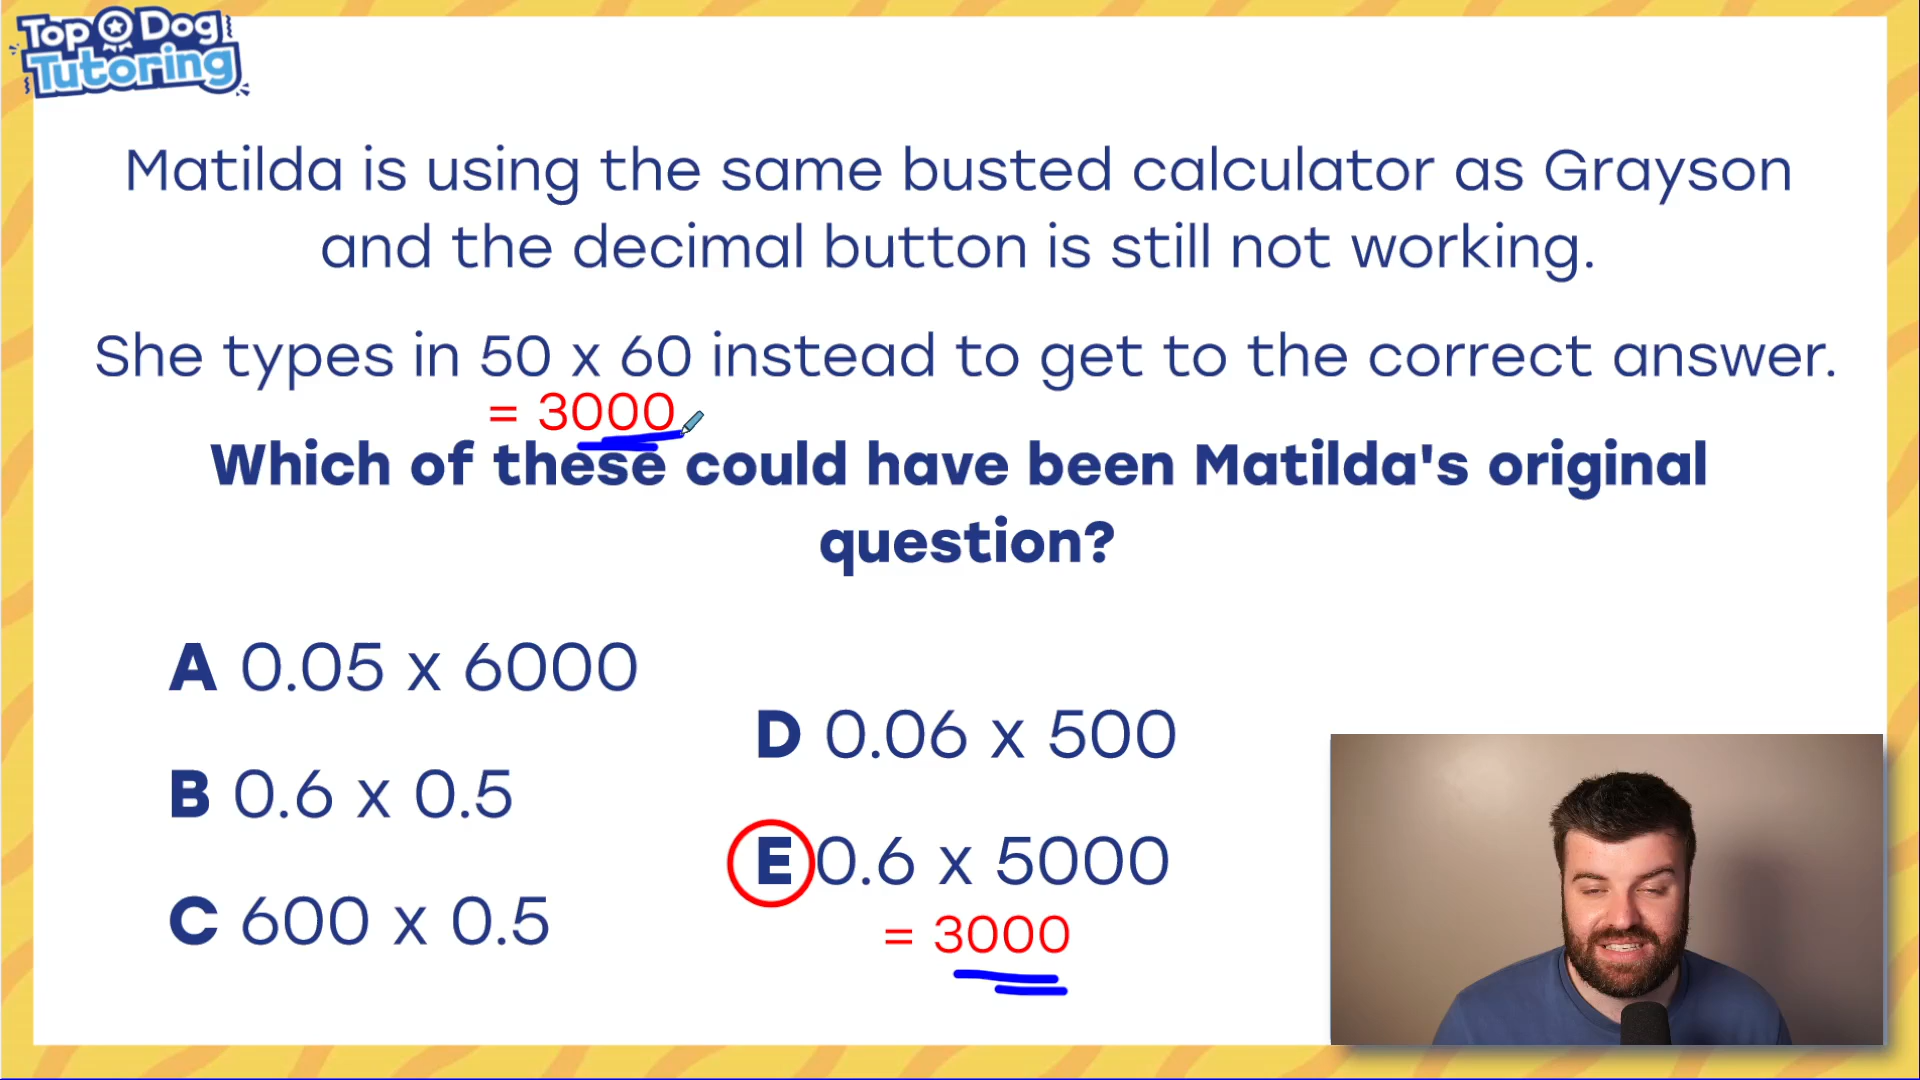 Top Dog
Tutoring
Matilda is using the same busted calculator as Grayson
and the decimal button is still not working.
She types in 50 x 60 instead to get to the correct answer.
= 3000
Which of these could have been Matilda's original
question?
A 0.05 x 6000
B 0.6 x 0.5
C 600 x 0.5
D 0.06 x 500
E 0.6 x 5000
= 3000